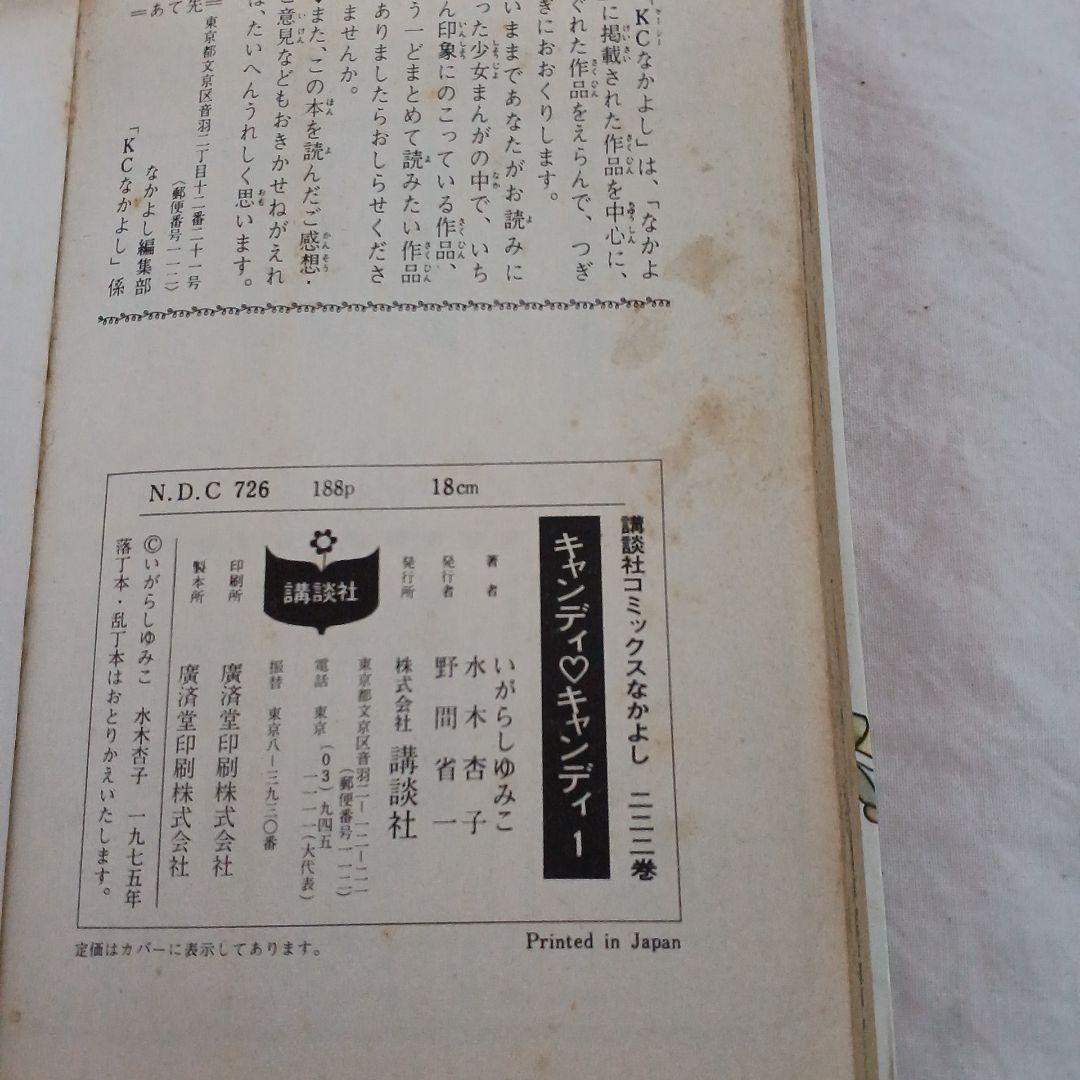 「KCなかよし」は、「なかよ
に掲載された作品を中心に、
ぐれた作品をえらんで、つぎ
ぎにおおくりします。
いままであなたがお読みに
った少女まんがの中で、いち
ん印象にのこっている作品、
う一どまとめて読みたい作品
ありましたらおしらせくださ
ませんか。
また、この本を読んだご感想・
ご意見などもおきかせねがえれ
ば、たいへんうれしく思います。
東京都文京区音羽二丁目十二番二十一号
(郵便番号一一二)
なかよし編集部
「KCなかよし」係
N.D.C 726 188p 18cm
講談社コミックスなかよし 二二二巻
キャンディ♡キャンディ 1
著者 いがらしゆみこ
水木杏子
発行者 野間省一
発行所 株式会社 講談社
東京都文京区音羽二―一二―二一
(郵便番号一一二)
電話 東京(03)九四五
一一一一(大代表)
振替 東京八―三九三〇番
講談社
印刷所 廣済堂印刷株式会社
製本所 廣済堂印刷株式会社
©いがらしゆみこ 水木杏子 一九七五年
落丁本・乱丁本はおとりかえいたします。
定価はカバーに表示してあります。
Printed in Japan